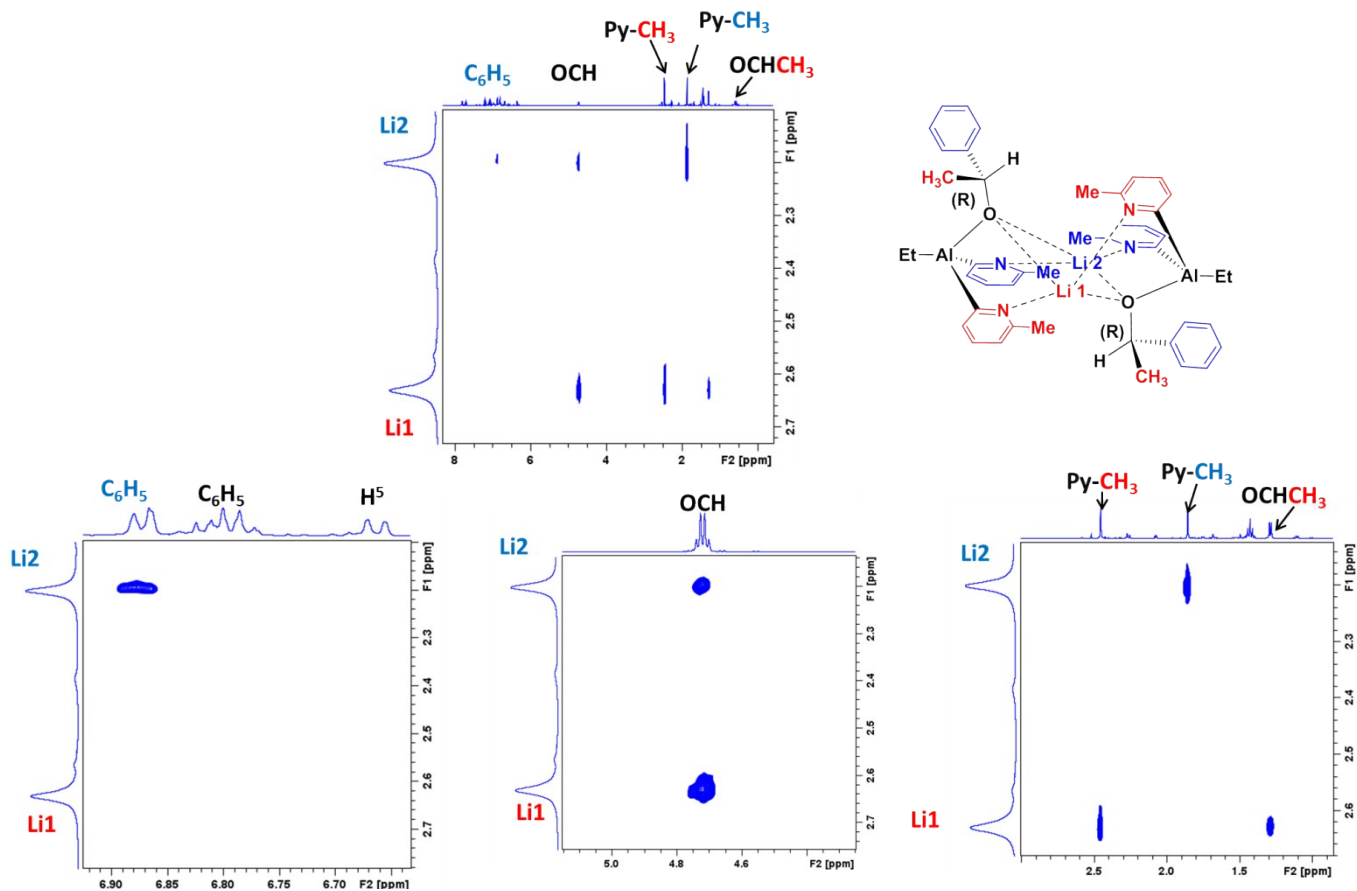 Py-CH3
Py-CH3
C6H5
OCH
OCHCH3
Li2
F1 [ppm]
2.3
2.4
2.5
2.6
2.7
Li1
8
6
4
2
F2 [ppm]
H
H3C
(R)
O
Me
N
Me
N
Et
Al
N
Me
Li 2
Al
Et
Li 1
O
N
Me
(R)
H
CH3
C6H5
C6H5
H5
Li2
F1 [ppm]
2.3
2.4
2.5
2.6
2.7
Li1
6.90
6.85
6.80
6.75
6.70
F2 [ppm]
OCH
Li2
F1 [ppm]
2.3
2.4
2.5
2.6
2.7
Li1
5.0
4.8
4.6
F2 [ppm]
Py-CH3
Py-CH3
OCHCH3
Li2
F1 [ppm]
2.3
2.4
2.5
2.6
Li1
2.5
2.0
1.5
F2 [ppm]